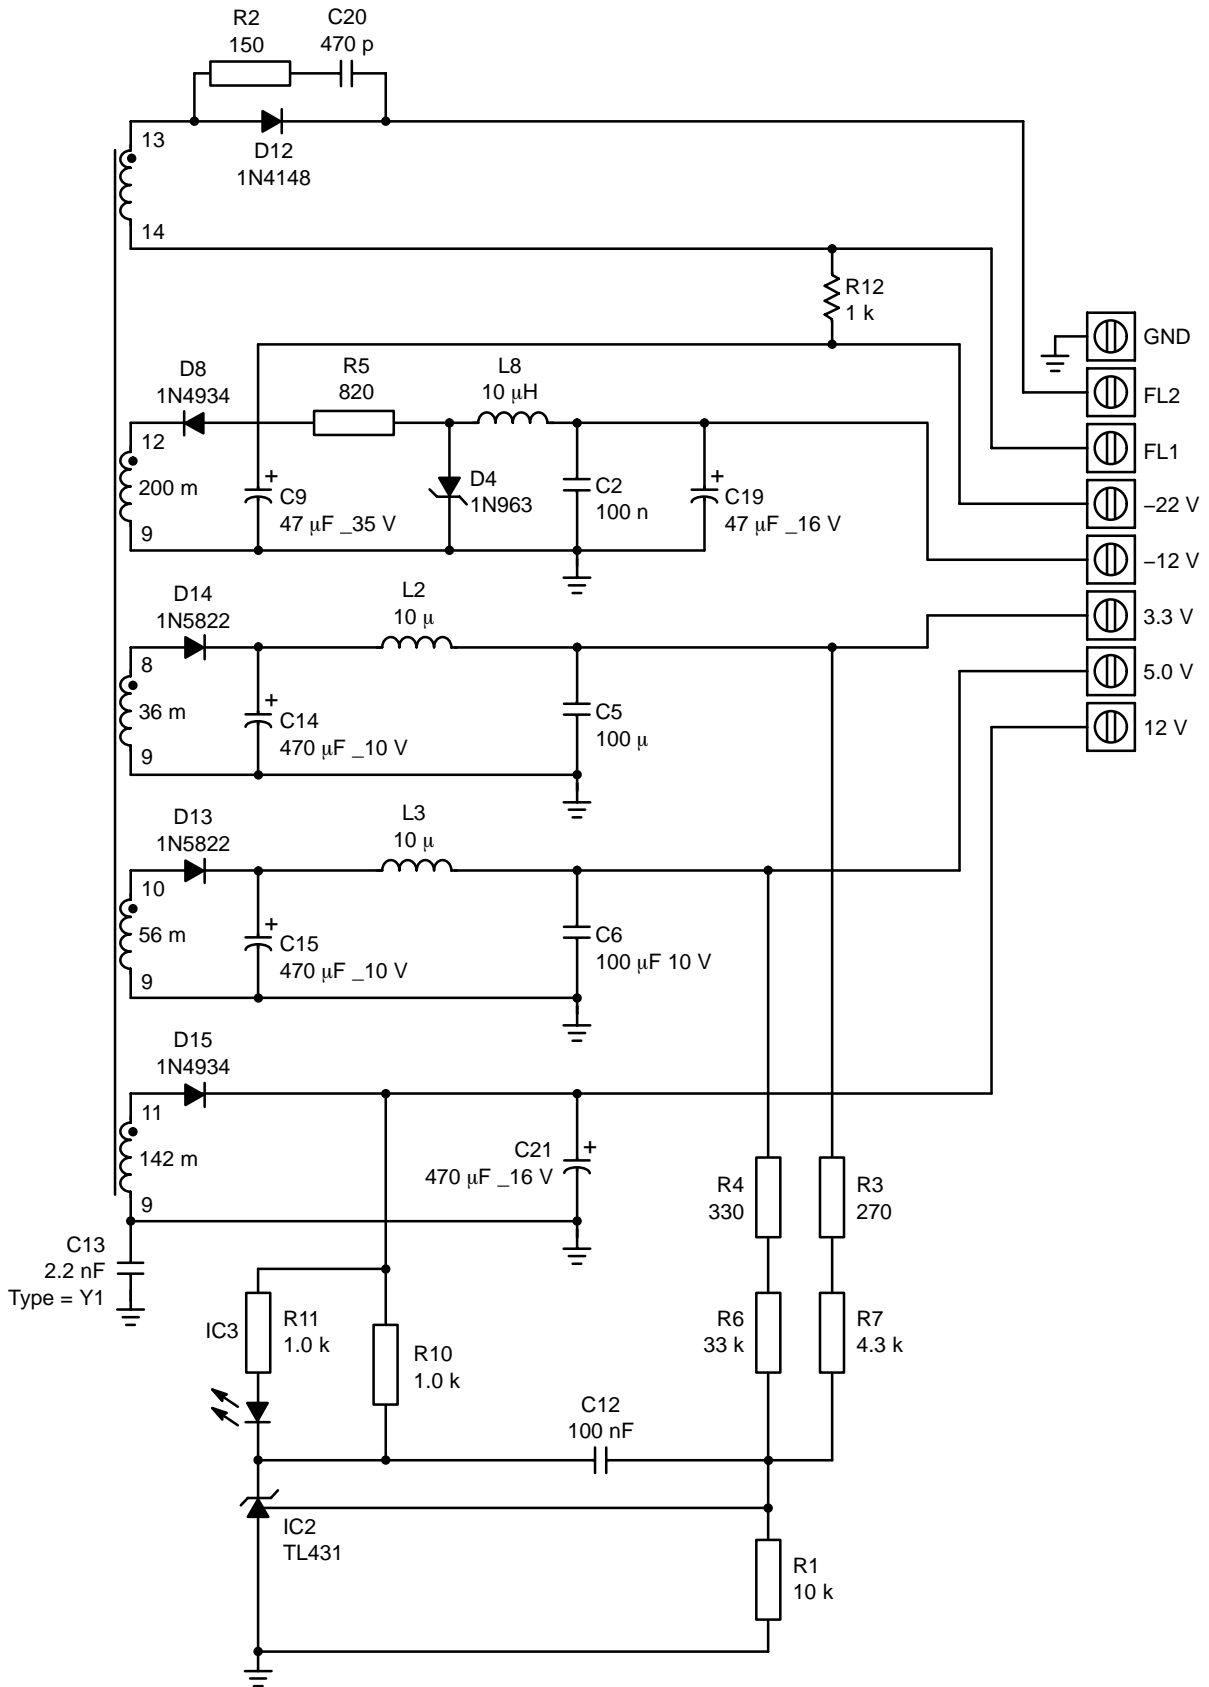 R2
150
C20
470 p
13
D12
1N4148
14
R12
1 k
GND
FL2
FL1
–22 V
–12 V
3.3 V
5.0 V
12 V
D8
1N4934
R5
820
L8
10 μH
12
200 m
9
+
C9
47 μF _35 V
D4
1N963
C2
100 n
+
C19
47 μF _16 V
D14
1N5822
L2
10 μ
8
36 m
9
+
C14
470 μF _10 V
C5
100 μ
D13
1N5822
L3
10 μ
10
56 m
9
+
C15
470 μF _10 V
C6
100 μF 10 V
D15
1N4934
11
142 m
9
C21
470 μF _16 V
+
R4
330
R3
270
C13
2.2 nF
Type = Y1
IC3
R11
1.0 k
R10
1.0 k
R6
33 k
R7
4.3 k
C12
100 nF
IC2
TL431
R1
10 k